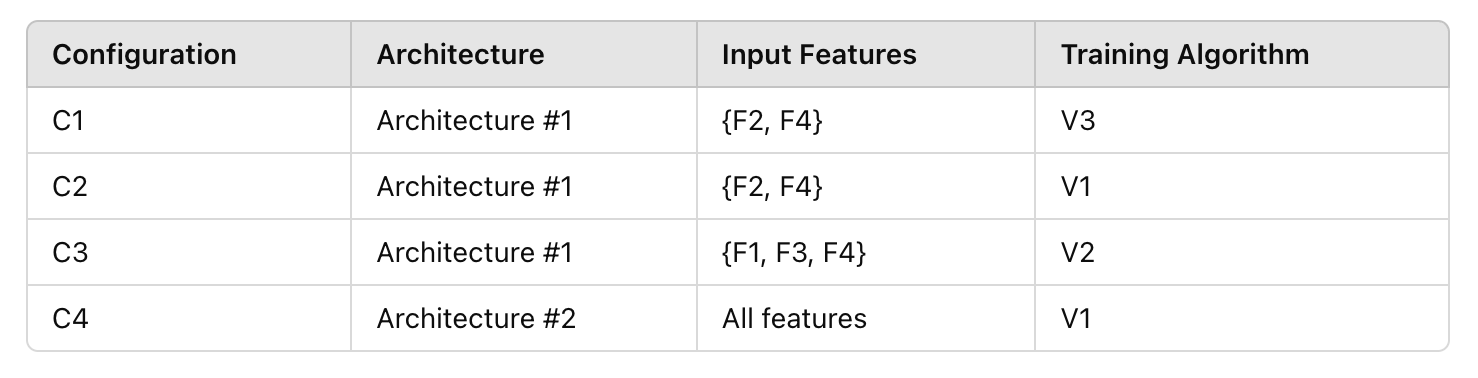 Configuration Architecture Input Features Training Algorithm
C1 Architecture #1 {F2, F4} V3
C2 Architecture #1 {F2, F4} V1
C3 Architecture #1 {F1, F3, F4} V2
C4 Architecture #2 All features V1